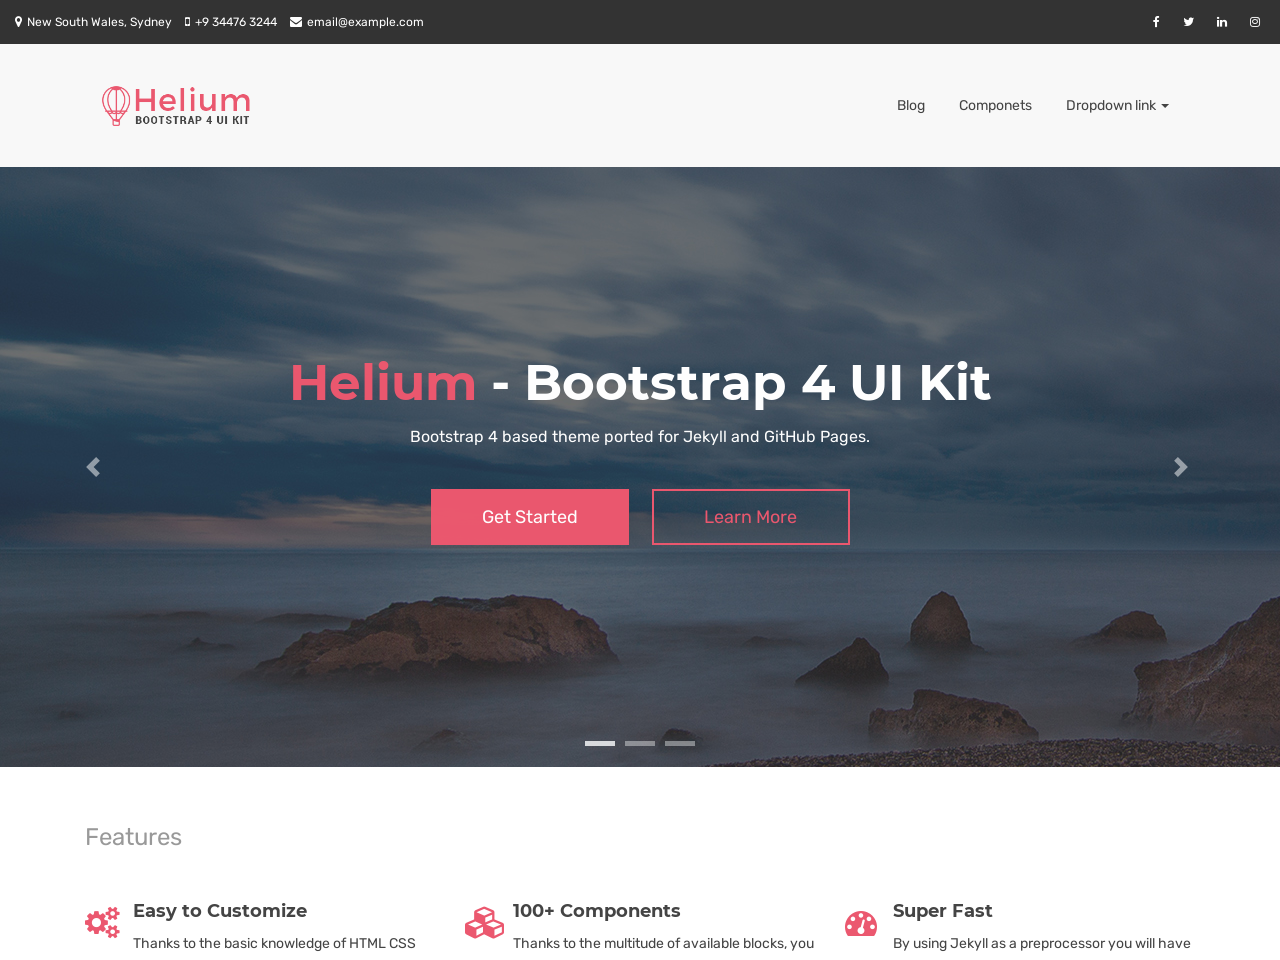 New South Wales, Sydney +9 34476 3244 email@example.com
Helium
BOOTSTRAP 4 UI KIT
Blog Componets Dropdown link
Helium - Bootstrap 4 UI Kit
Bootstrap 4 based theme ported for Jekyll and GitHub Pages.
Get Started Learn More
Features
Easy to Customize 100+ Components Super Fast
Thanks to the basic knowledge of HTML CSS Thanks to the multitude of available blocks, you By using Jekyll as a preprocessor you will have